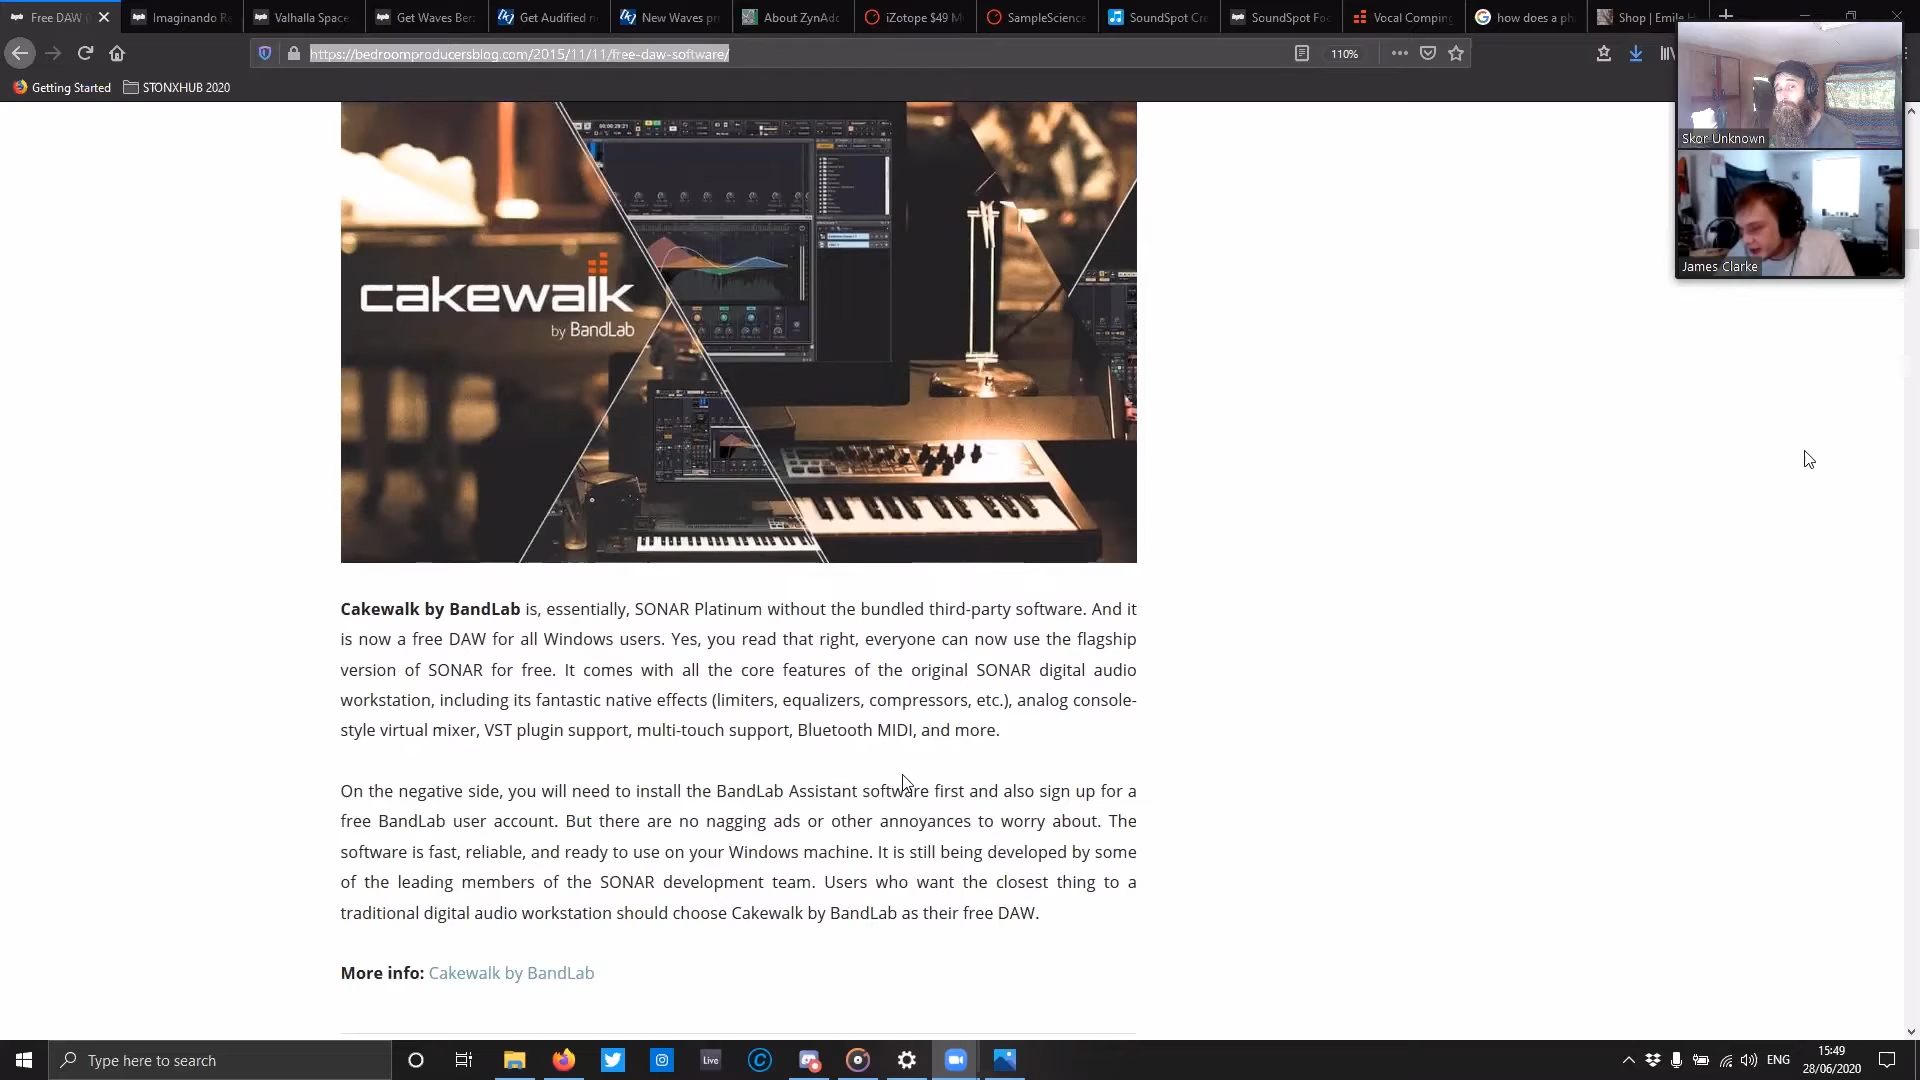 Free DAW (
Imaginando Re
Valhalla Space
Get Waves Ber
Get Audified n
New Waves pr
About ZynAdd
iZotope $49 M
SampleScience
SoundSpot Cre
SoundSpot Foc
Vocal Comping
how does a ph
Shop | Emile H
https://bedroomproducersblog.com/2015/11/11/free-daw-software/
110%
Getting Started
STONXHUB 2020
Skor Unknown
James Clarke
cakewalk
by BandLab
Cakewalk by BandLab is, essentially, SONAR Platinum without the bundled third-party software. And it
is now a free DAW for all Windows users. Yes, you read that right, everyone can now use the flagship
version of SONAR for free. It comes with all the core features of the original SONAR digital audio
workstation, including its fantastic native effects (limiters, equalizers, compressors, etc.), analog console-
style virtual mixer, VST plugin support, multi-touch support, Bluetooth MIDI, and more.
On the negative side, you will need to install the BandLab Assistant software first and also sign up for a
free BandLab user account. But there are no nagging ads or other annoyances to worry about. The
software is fast, reliable, and ready to use on your Windows machine. It is still being developed by some
of the leading members of the SONAR development team. Users who want the closest thing to a
traditional digital audio workstation should choose Cakewalk by BandLab as their free DAW.
More info: Cakewalk by BandLab
Type here to search
Live
ENG
15:49
28/06/2020